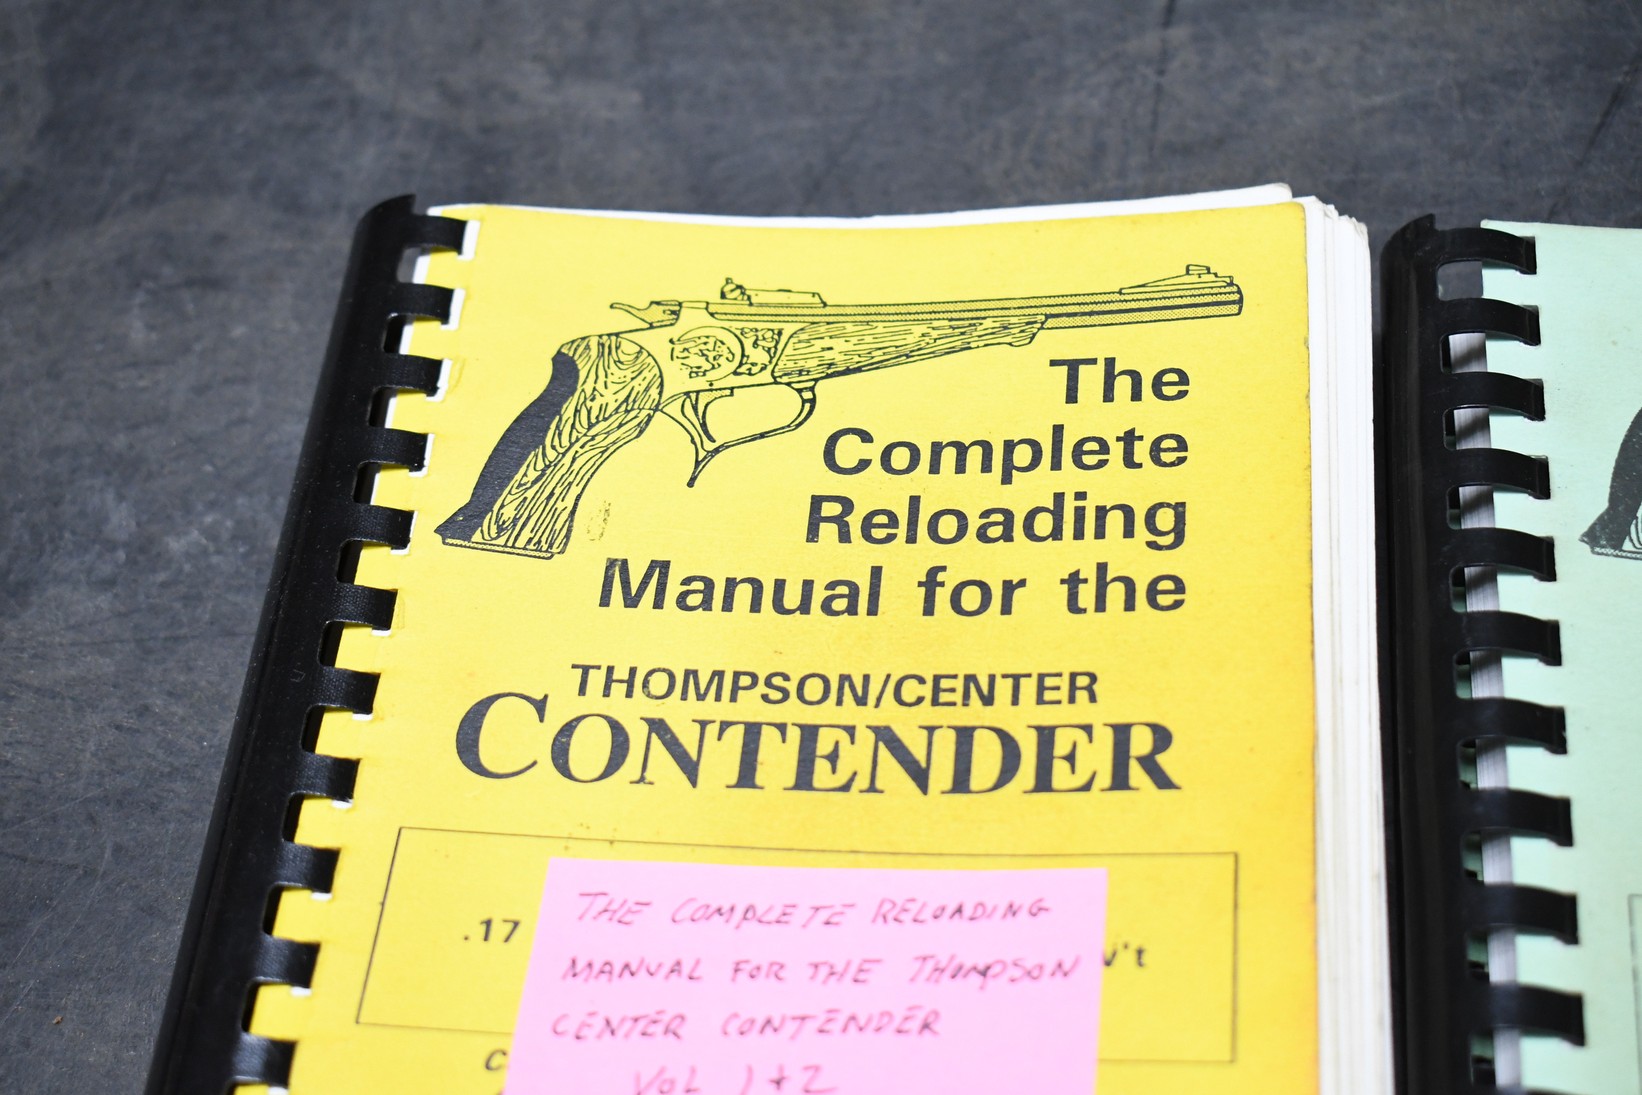 The
Complete
Reloading
Manual for the
THOMPSON/CENTER
CONTENDER
.17
THE COMPLETE RELOADING
MANUAL FOR THE THOMPSON
CENTER CONTENDER
VOL 1+2